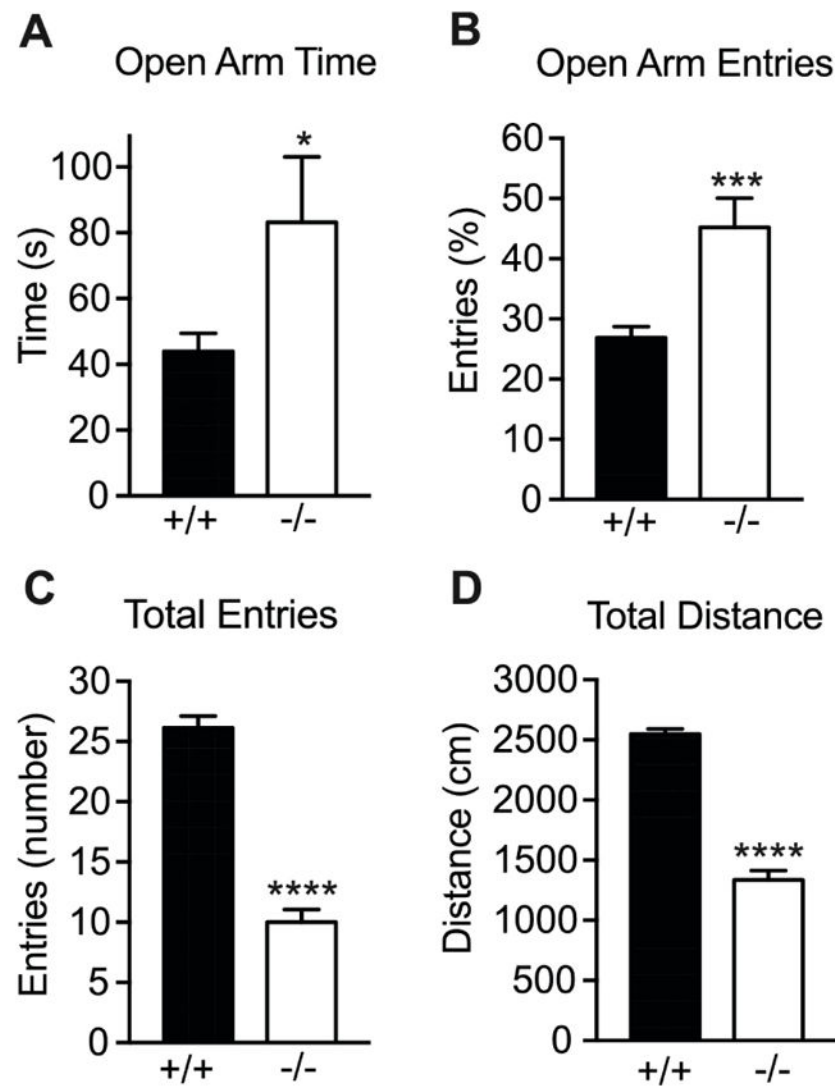 A
Open Arm Time
Time (s)
100
80
60
40
20
0
*
+/+ -/-
B
Open Arm Entries
Entries (%)
60
50
40
30
20
10
0
***
+/+ -/-
C
Total Entries
Entries (number)
30
25
20
15
10
5
0
****
+/+ -/-
D
Total Distance
Distance (cm)
3000
2500
2000
1500
1000
500
0
****
+/+ -/-